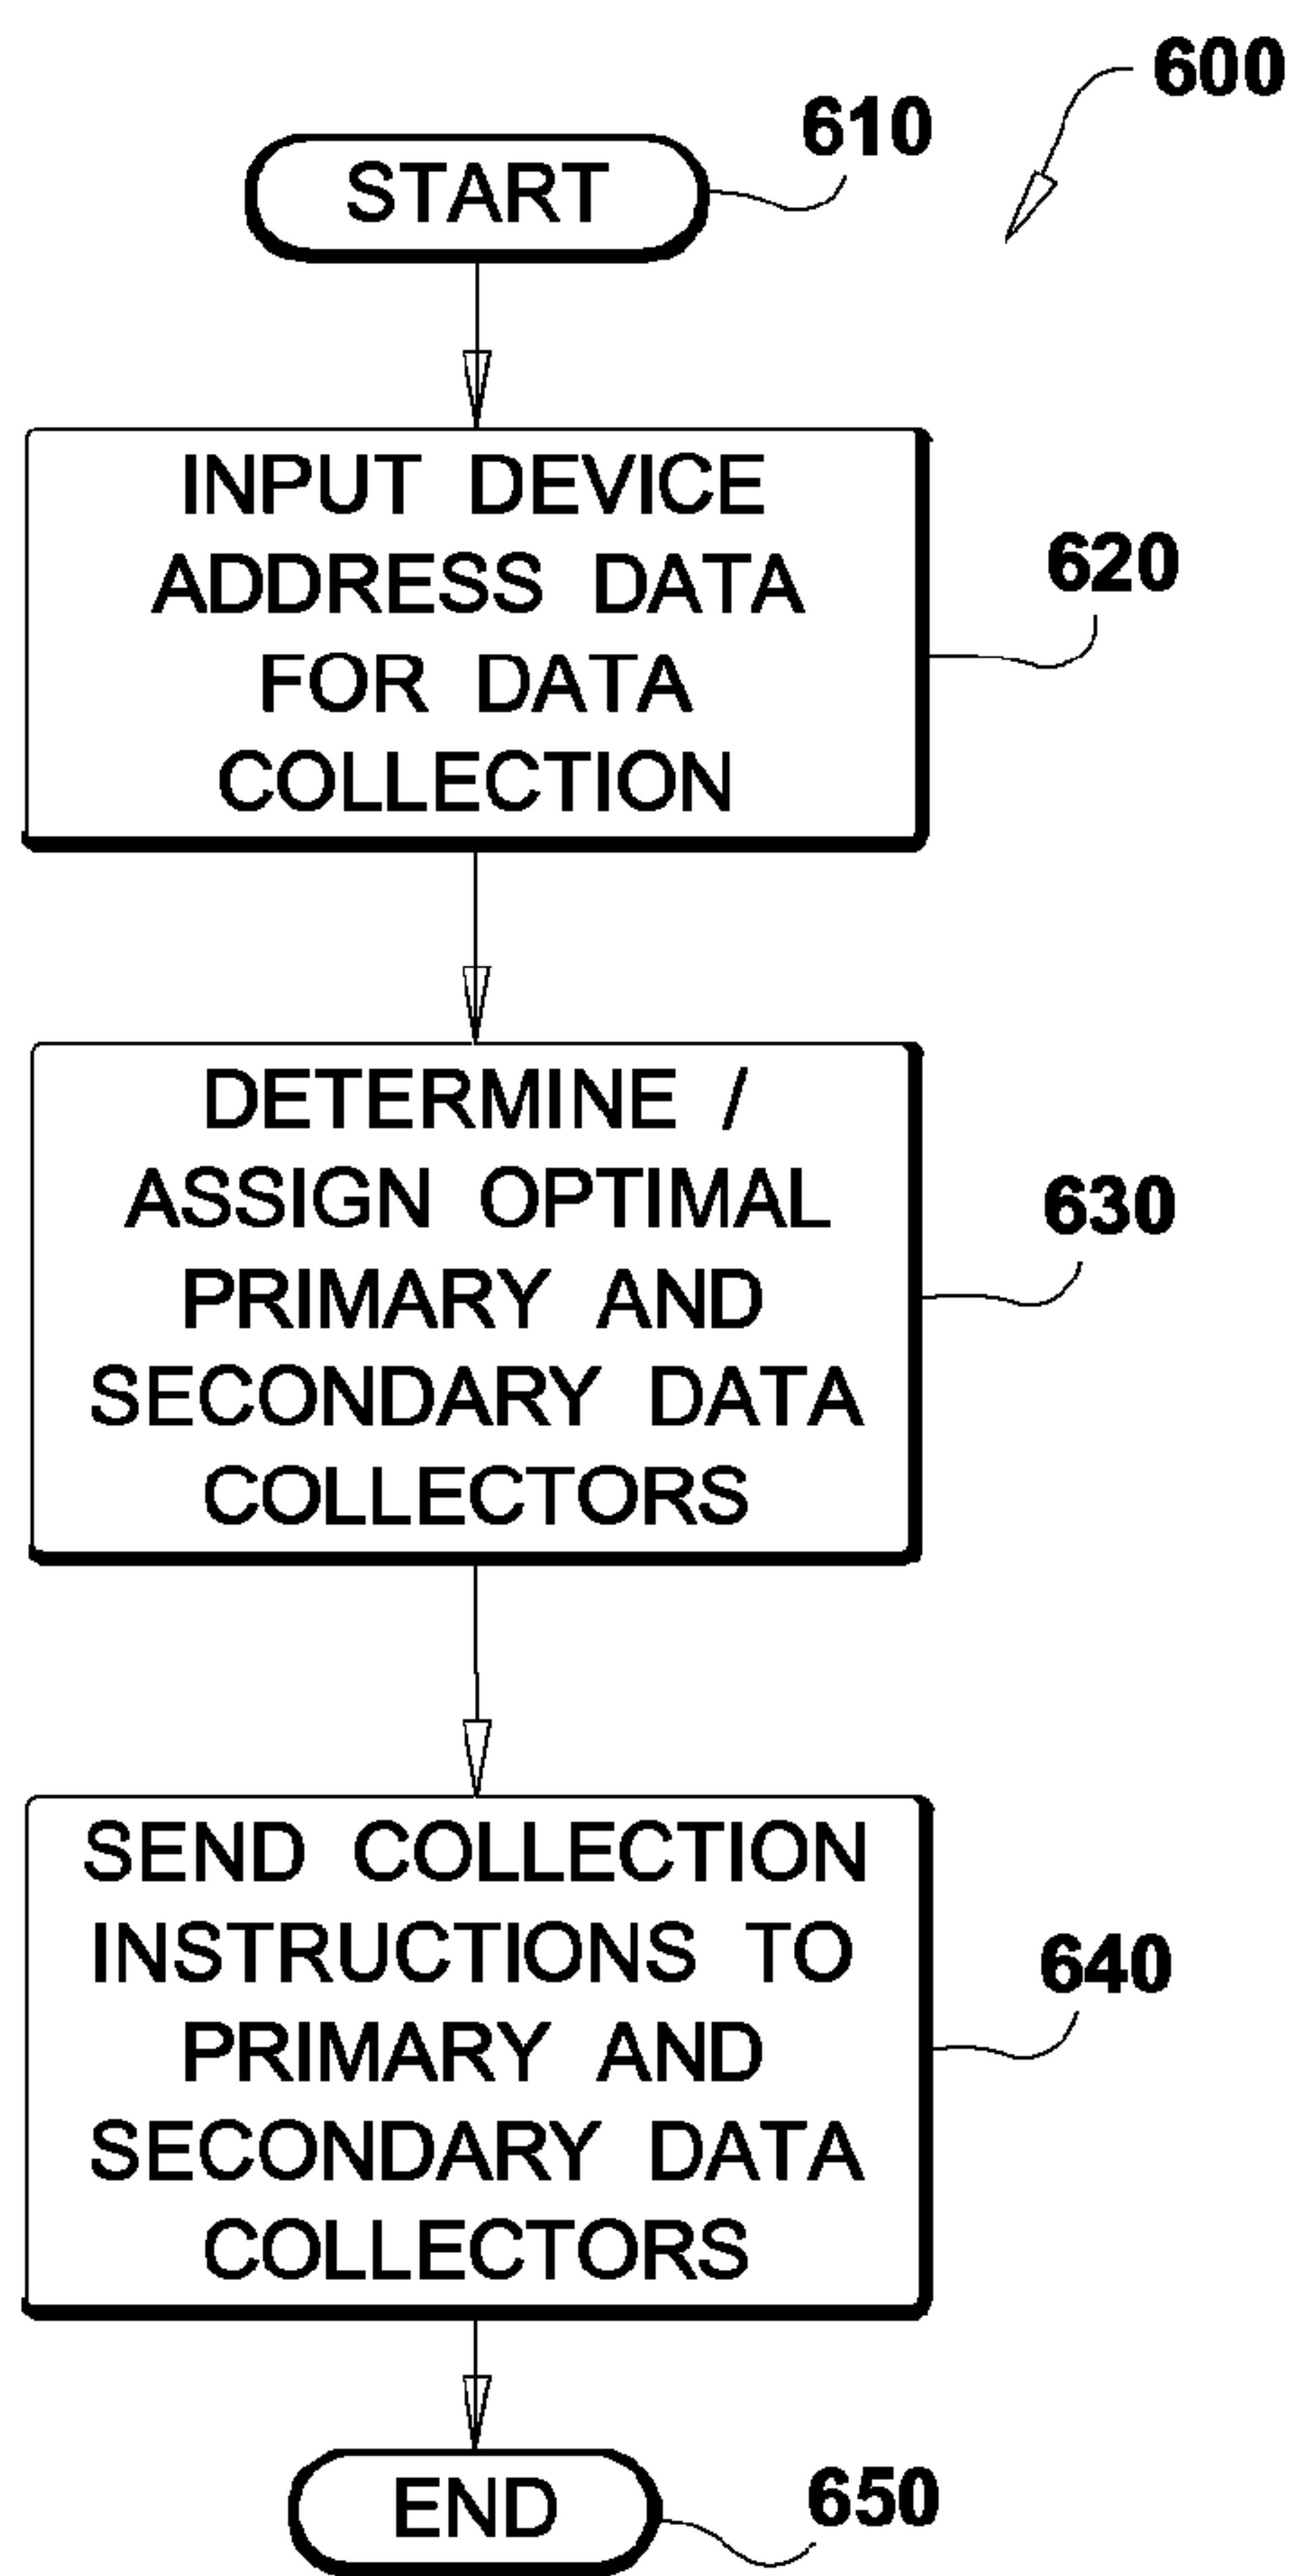 600
610
START
INPUT DEVICE
ADDRESS DATA
FOR DATA
COLLECTION
620
DETERMINE /
ASSIGN OPTIMAL
PRIMARY AND
SECONDARY DATA
COLLECTORS
630
SEND COLLECTION
INSTRUCTIONS TO
PRIMARY AND
SECONDARY DATA
COLLECTORS
640
END
650